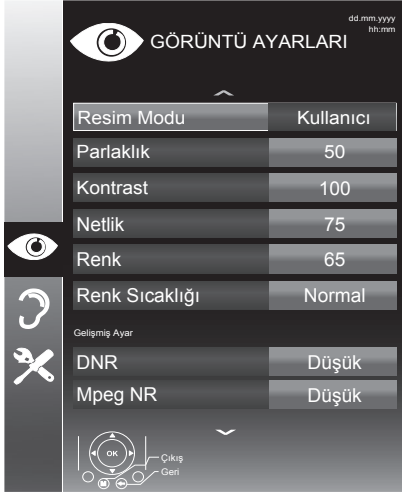 dd.mm.yyyy
hh:mm
GÖRÜNTÜ AYARLARI
Resim Modu Kullanıcı
Parlaklık 50
Kontrast 100
Netlik 75
Renk 65
Renk Sıcaklığı Normal
Gelişmiş Ayar
DNR Düşük
Mpeg NR Düşük
OK
Çıkış
M
Geri